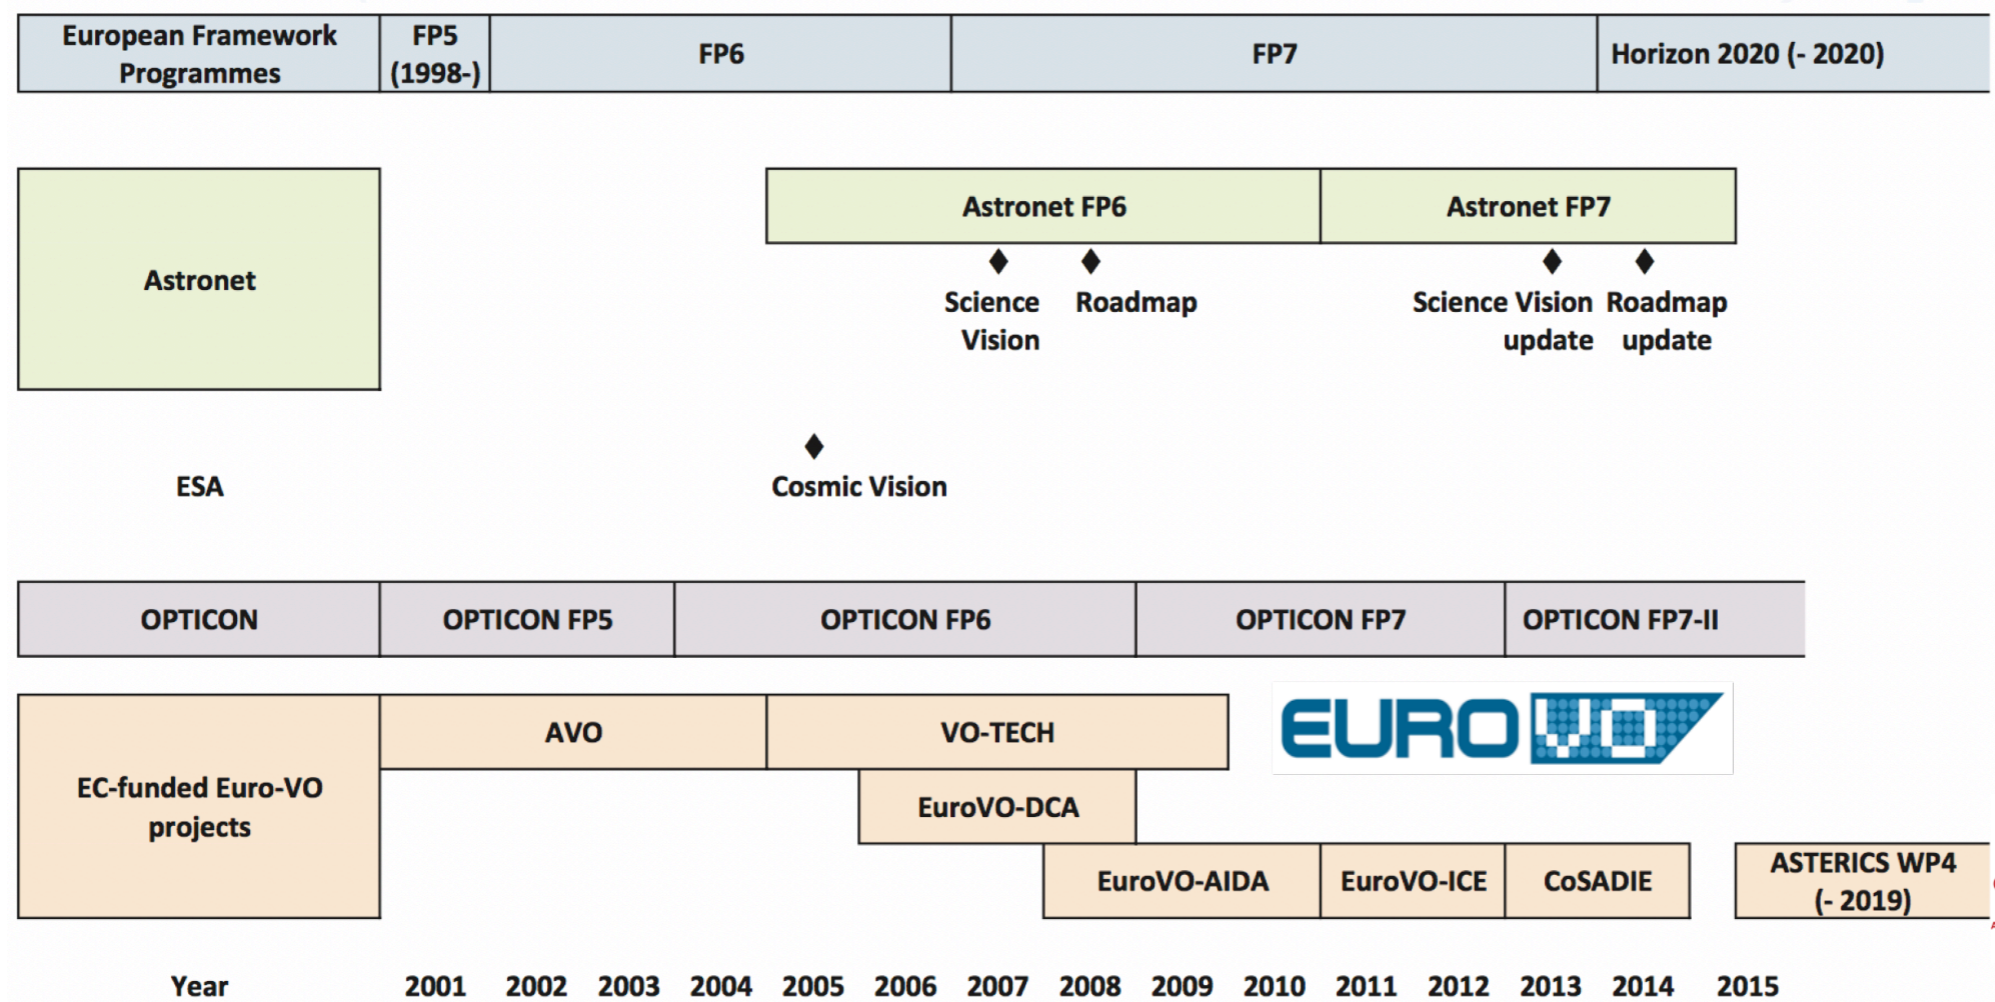 European Framework
Programmes
FP5
(1998-)
FP6
FP7
Horizon 2020 (- 2020)
Astronet
Astronet FP6
Astronet FP7
Science
Vision
Roadmap
Science Vision
update
Roadmap
update
ESA
Cosmic Vision
OPTICON
OPTICON FP5
OPTICON FP6
OPTICON FP7
OPTICON FP7-II
EC-funded Euro-VO
projects
AVO
VO-TECH
EURO VO
EuroVO-DCA
EuroVO-AIDA
EuroVO-ICE
CoSADIE
ASTERICS WP4
(- 2019)
Year 2001 2002 2003 2004 2005 2006 2007 2008 2009 2010 2011 2012 2013 2014 2015